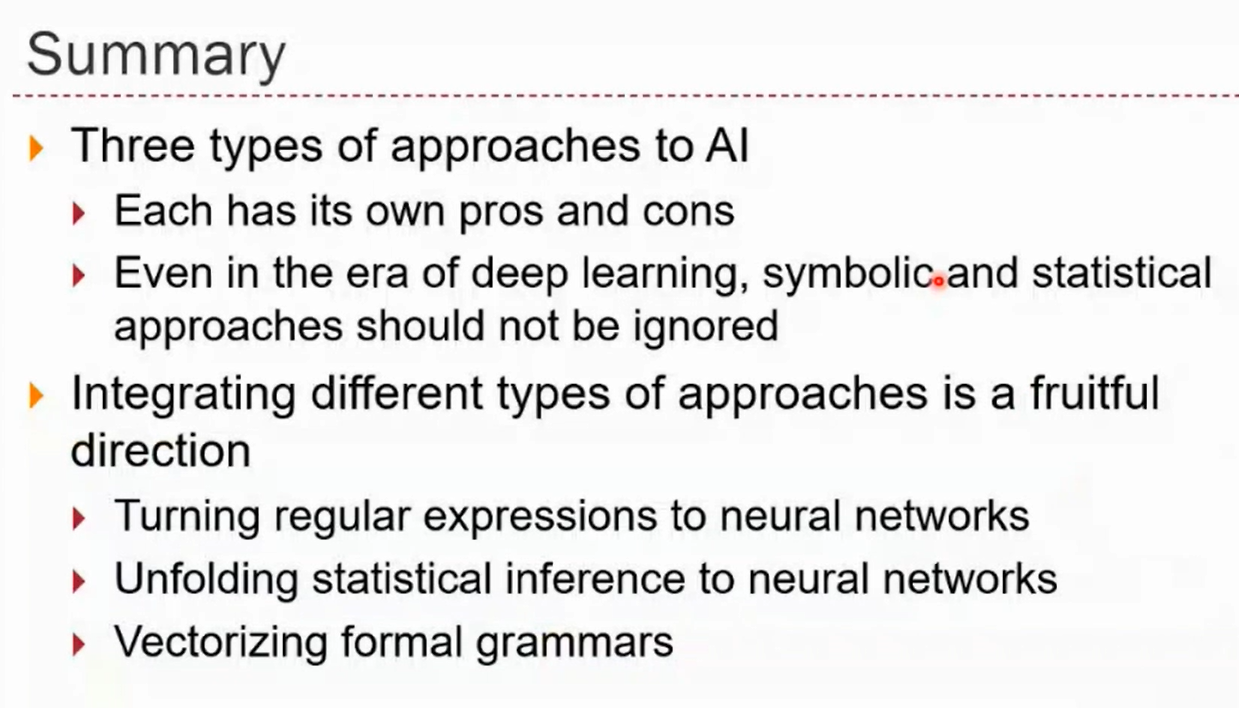 Summary
Three types of approaches to AI
Each has its own pros and cons
Even in the era of deep learning, symbolic and statistical
approaches should not be ignored
Integrating different types of approaches is a fruitful
direction
Turning regular expressions to neural networks
Unfolding statistical inference to neural networks
Vectorizing formal grammars